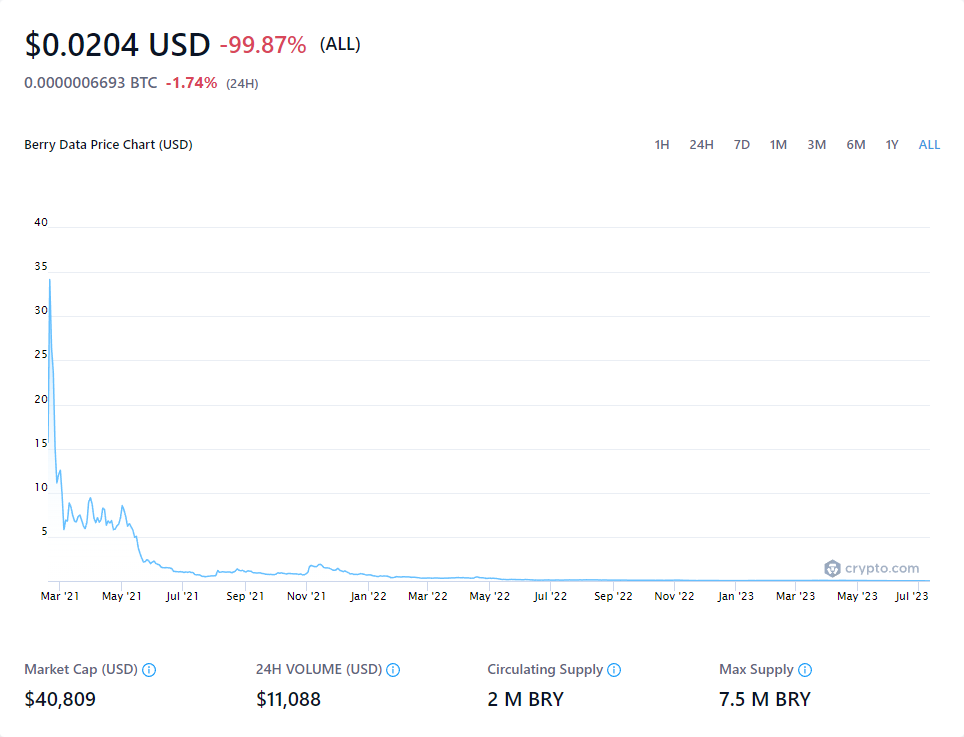 $0.0204 USD -99.87% (ALL)
0.0000006693 BTC -1.74% (24H)
Berry Data Price Chart (USD) 1H 24H 7D 1M 3M 6M 1Y ALL
40
35
30
25
20
15
10
5
crypto.com
Mar '21 May '21 Jul '21 Sep '21 Nov '21 Jan '22 Mar '22 May '22 Jul '22 Sep '22 Nov '22 Jan '23 Mar '23 May '23 Jul '23
Market Cap (USD) 24H VOLUME (USD) Circulating Supply Max Supply
$40,809 $11,088 2 M BRY 7.5 M BRY